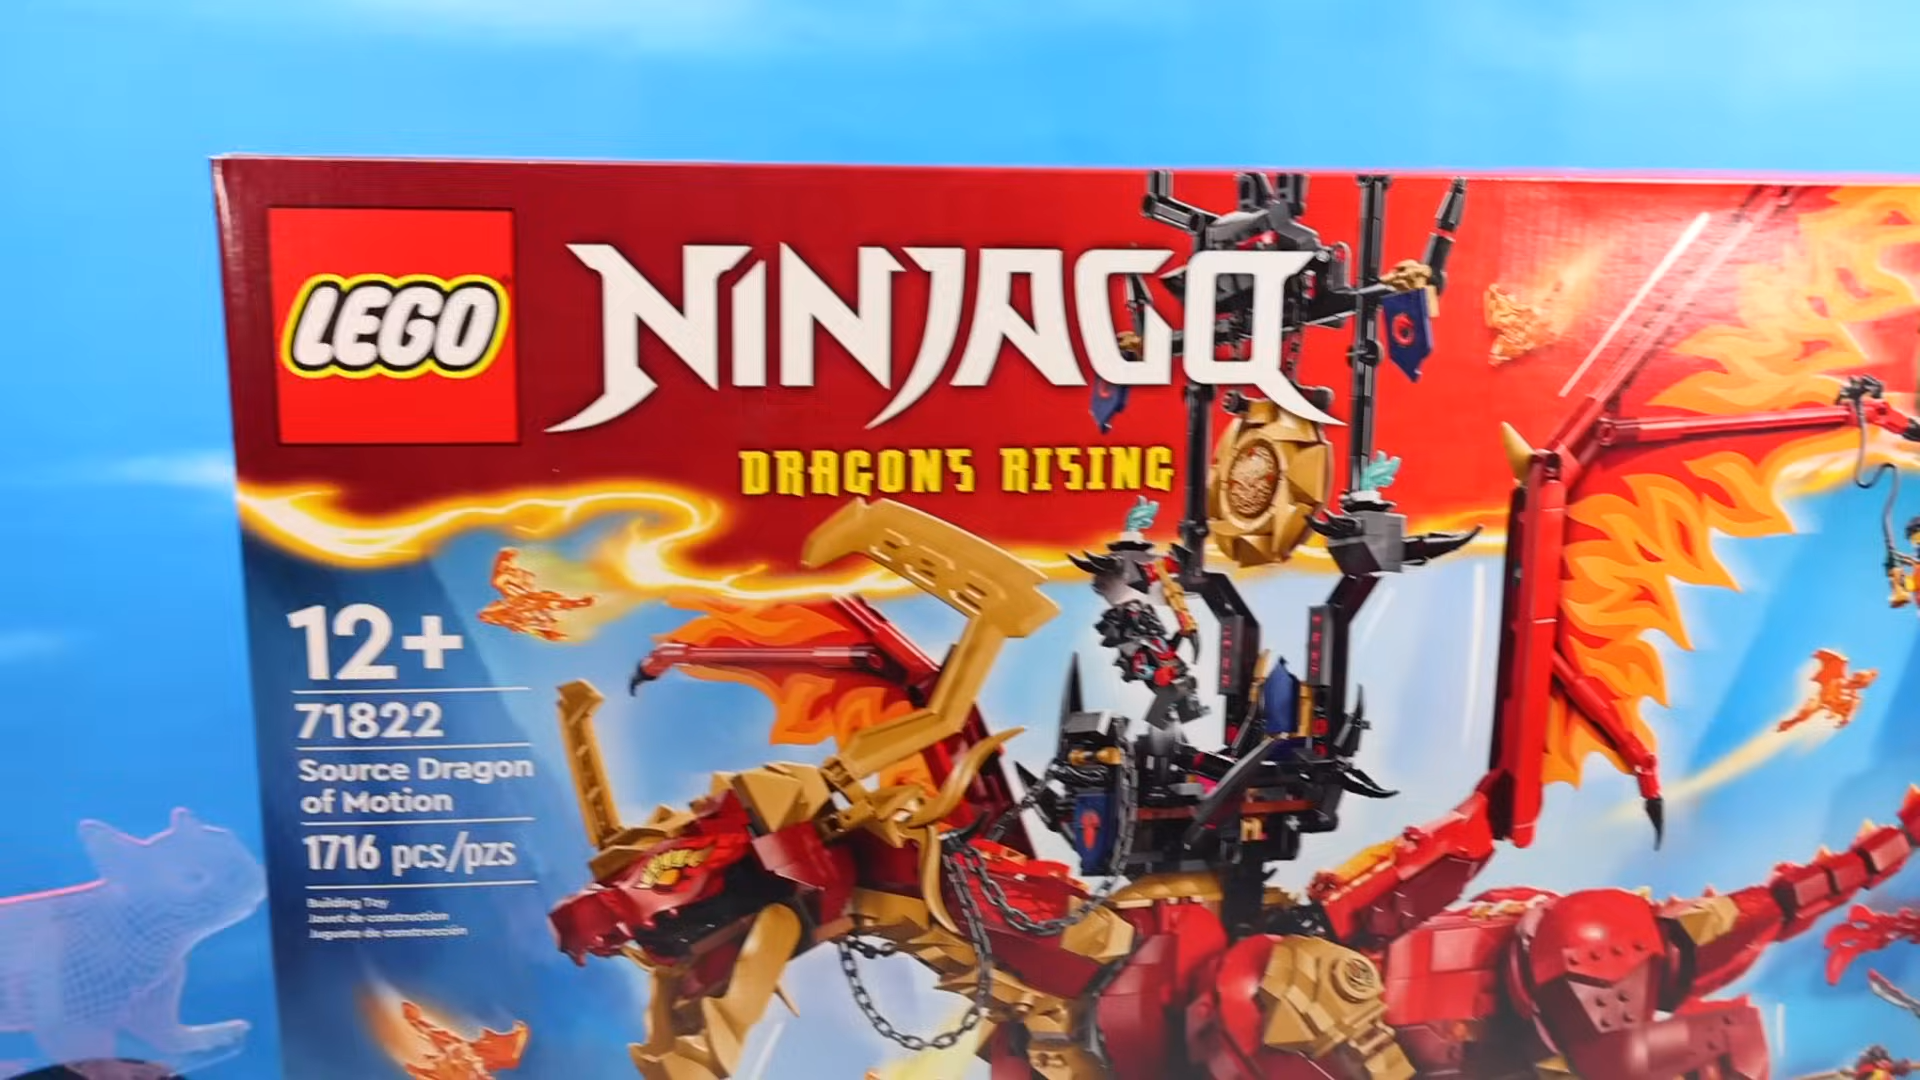 LEGO
NINJAGO
DRAGONS RISING
12+
71822
Source Dragon
of Motion
1716 pcs/pzs
Building Toy
Jouet de construction
Juguete de construcción